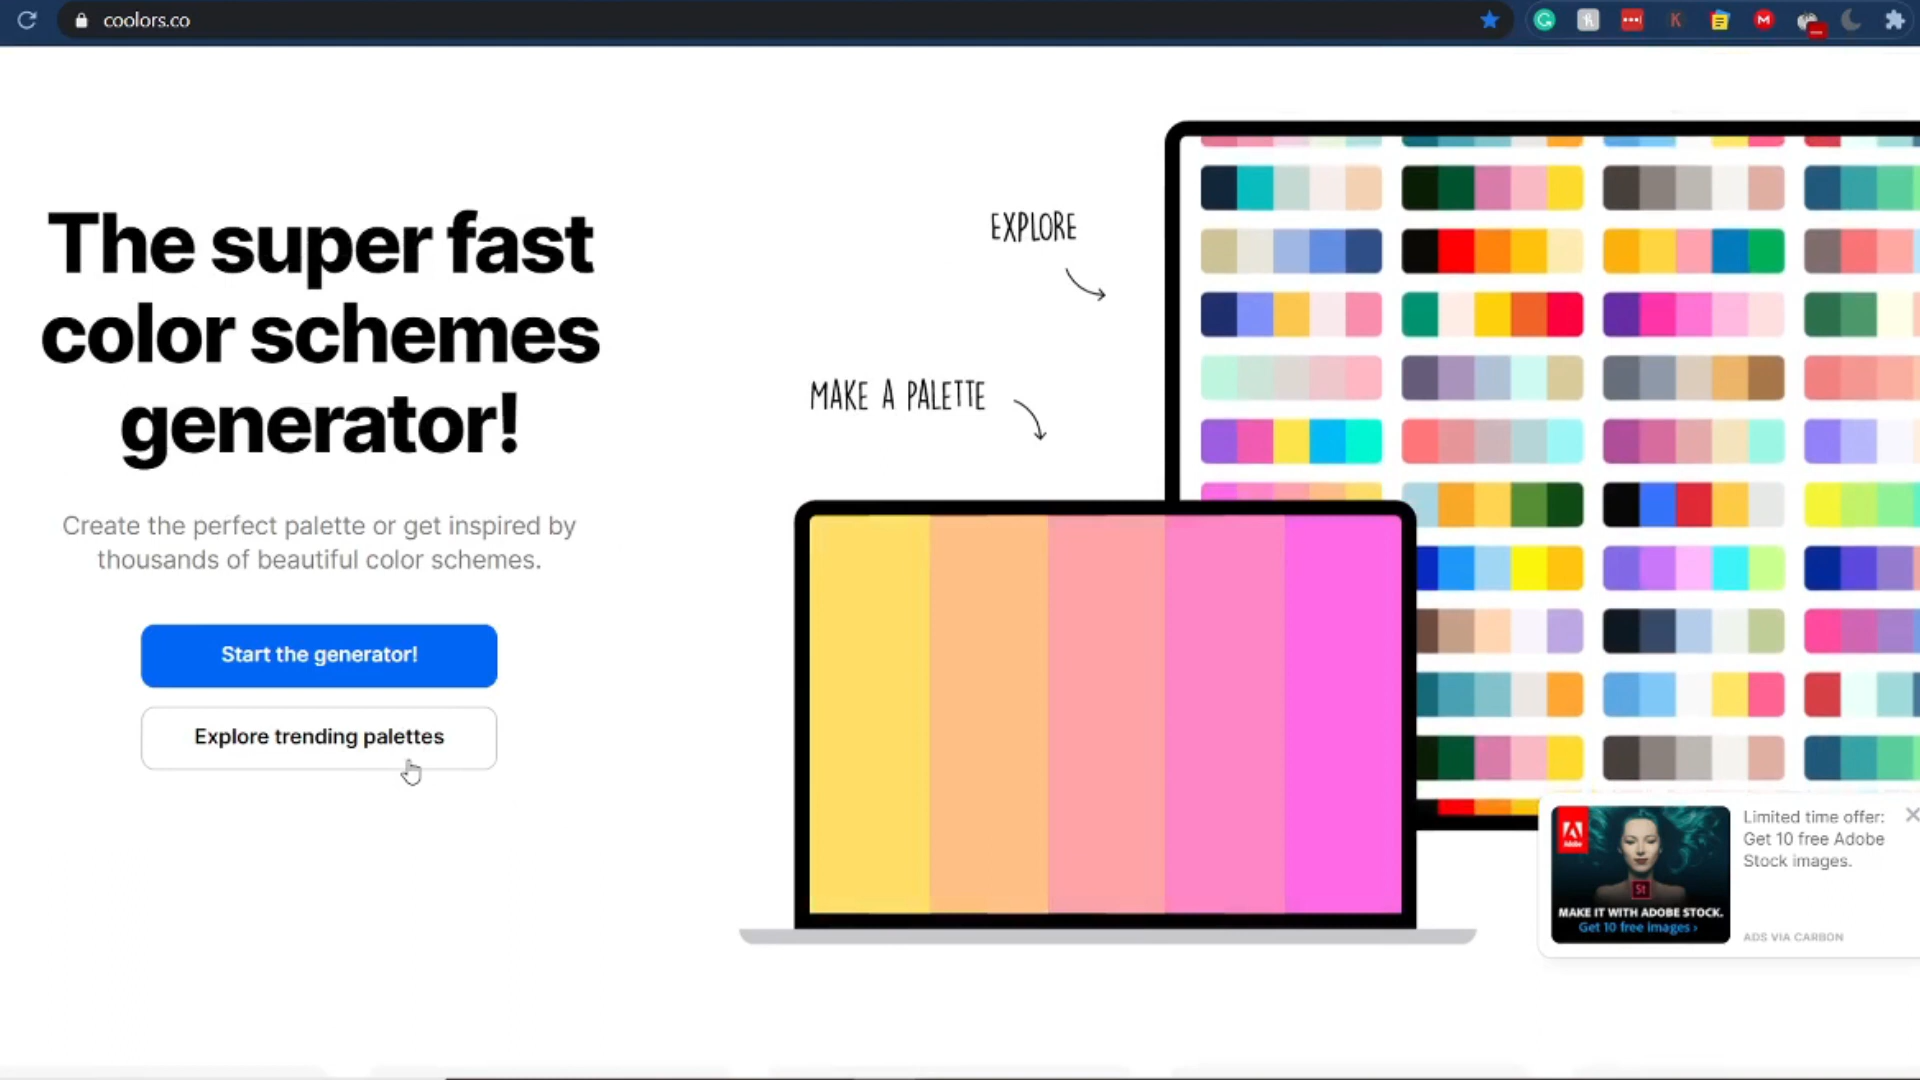 coolors.co
The super fast
color schemes
generator!
Create the perfect palette or get inspired by
thousands of beautiful color schemes.
Start the generator!
Explore trending palettes
EXPLORE
MAKE A PALETTE
Adobe
St
MAKE IT WITH ADOBE STOCK.
Get 10 free images ›
Limited time offer:
Get 10 free Adobe
Stock images.
ADS VIA CARBON